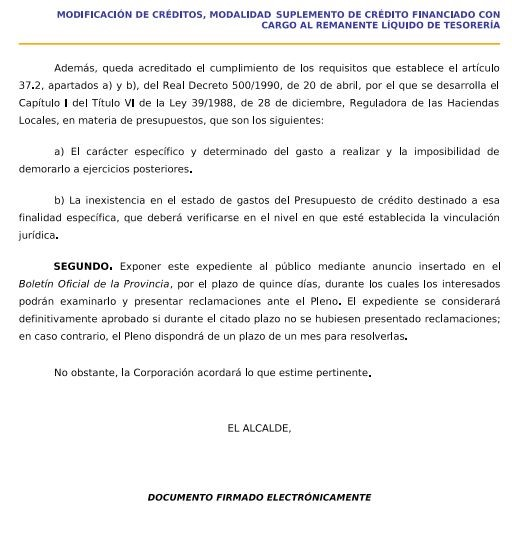 MODIFICACIÓN DE CRÉDITOS, MODALIDAD SUPLEMENTO DE CRÉDITO FINANCIADO CON
CARGO AL REMANENTE LÍQUIDO DE TESORERÍA
Además, queda acreditado el cumplimiento de los requisitos que establece el artículo
37.2, apartados a) y b), del Real Decreto 500/1990, de 20 de abril, por el que se desarrolla el
Capítulo I del Título VI de la Ley 39/1988, de 28 de diciembre, Reguladora de las Haciendas
Locales, en materia de presupuestos, que son los siguientes:
a) El carácter específico y determinado del gasto a realizar y la imposibilidad de
demorarlo a ejercicios posteriores.
b) La inexistencia en el estado de gastos del Presupuesto de crédito destinado a esa
finalidad específica, que deberá verificarse en el nivel en que esté establecida la vinculación
jurídica.
SEGUNDO. Exponer este expediente al público mediante anuncio insertado en el
Boletín Oficial de la Provincia, por el plazo de quince días, durante los cuales los interesados
podrán examinarlo y presentar reclamaciones ante el Pleno. El expediente se considerará
definitivamente aprobado si durante el citado plazo no se hubiesen presentado reclamaciones;
en caso contrario, el Pleno dispondrá de un plazo de un mes para resolverlas.
No obstante, la Corporación acordará lo que estime pertinente.
EL ALCALDE,
DOCUMENTO FIRMADO ELECTRÓNICAMENTE